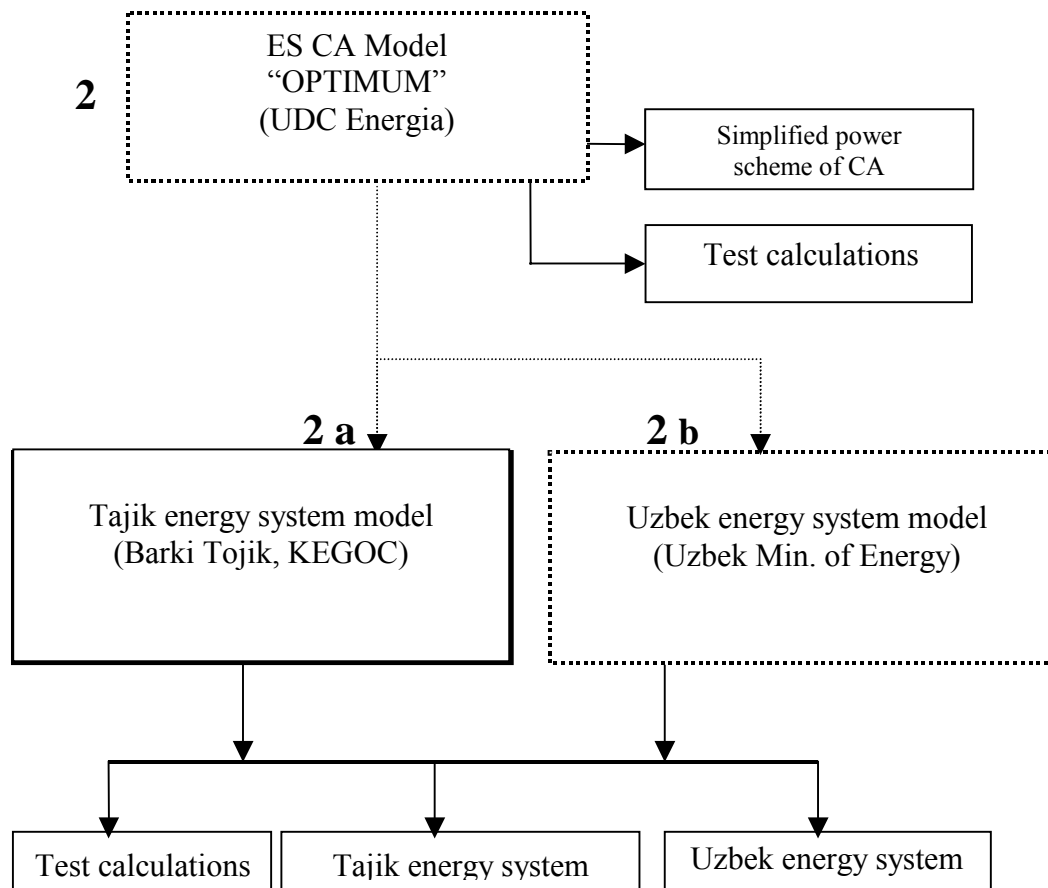 ES CA Model
“OPTIMUM”
(UDC Energia)
2
Simplified power
scheme of CA
Test calculations
2 a
2 b
Tajik energy system model
(Barki Tojik, KEGOC)
Uzbek energy system model
(Uzbek Min. of Energy)
Test calculations
Tajik energy system
Uzbek energy system